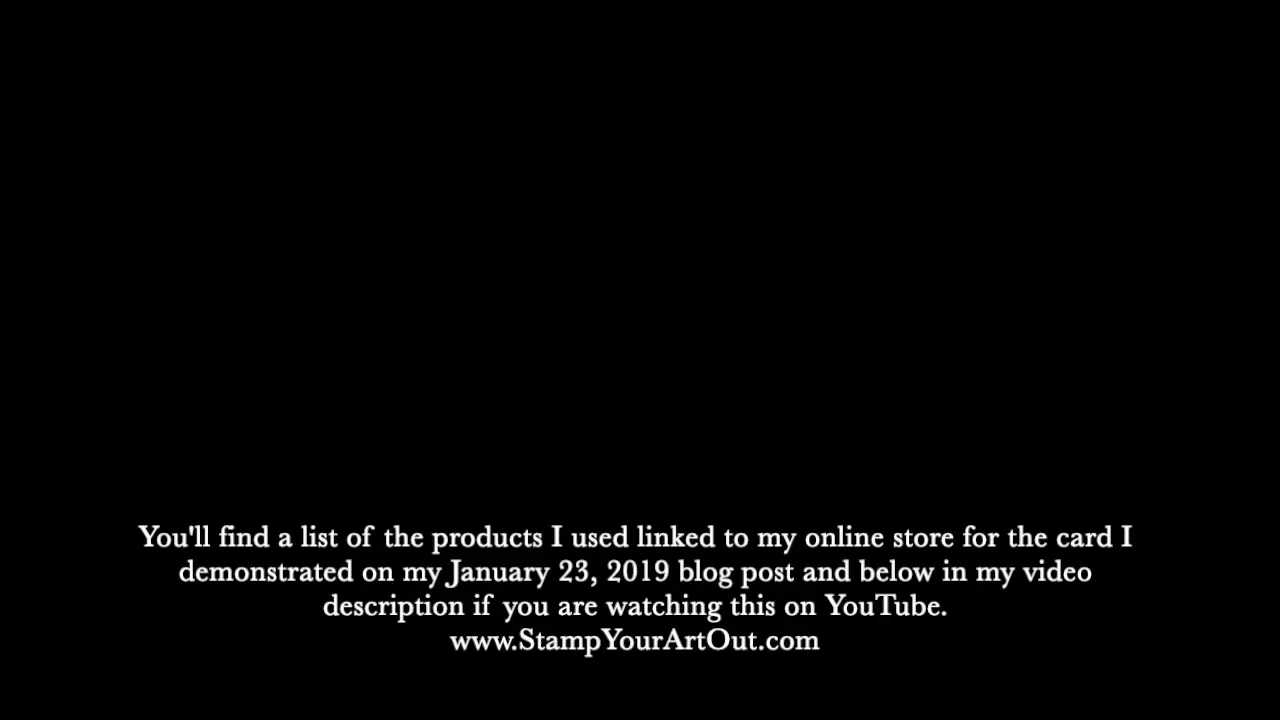 You'll find a list of the products I used linked to my online store for the card I
demonstrated on my January 23, 2019 blog post and below in my video
description if you are watching this on YouTube.
www.StampYourArtOut.com